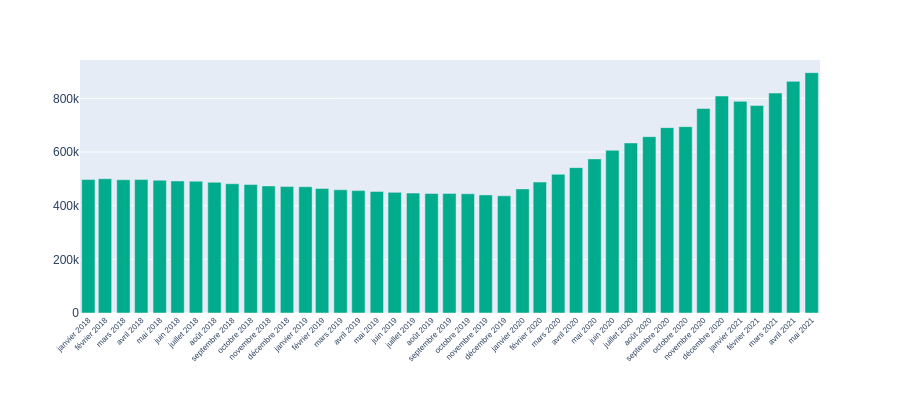 800k
600k
400k
200k
0
janvier 2018
février 2018
mars 2018
avril 2018
mai 2018
juin 2018
juillet 2018
août 2018
septembre 2018
octobre 2018
novembre 2018
décembre 2018
janvier 2019
février 2019
mars 2019
avril 2019
mai 2019
juin 2019
juillet 2019
août 2019
septembre 2019
octobre 2019
novembre 2019
décembre 2019
janvier 2020
février 2020
mars 2020
avril 2020
mai 2020
juin 2020
juillet 2020
août 2020
septembre 2020
octobre 2020
novembre 2020
décembre 2020
janvier 2021
février 2021
mars 2021
avril 2021
mai 2021